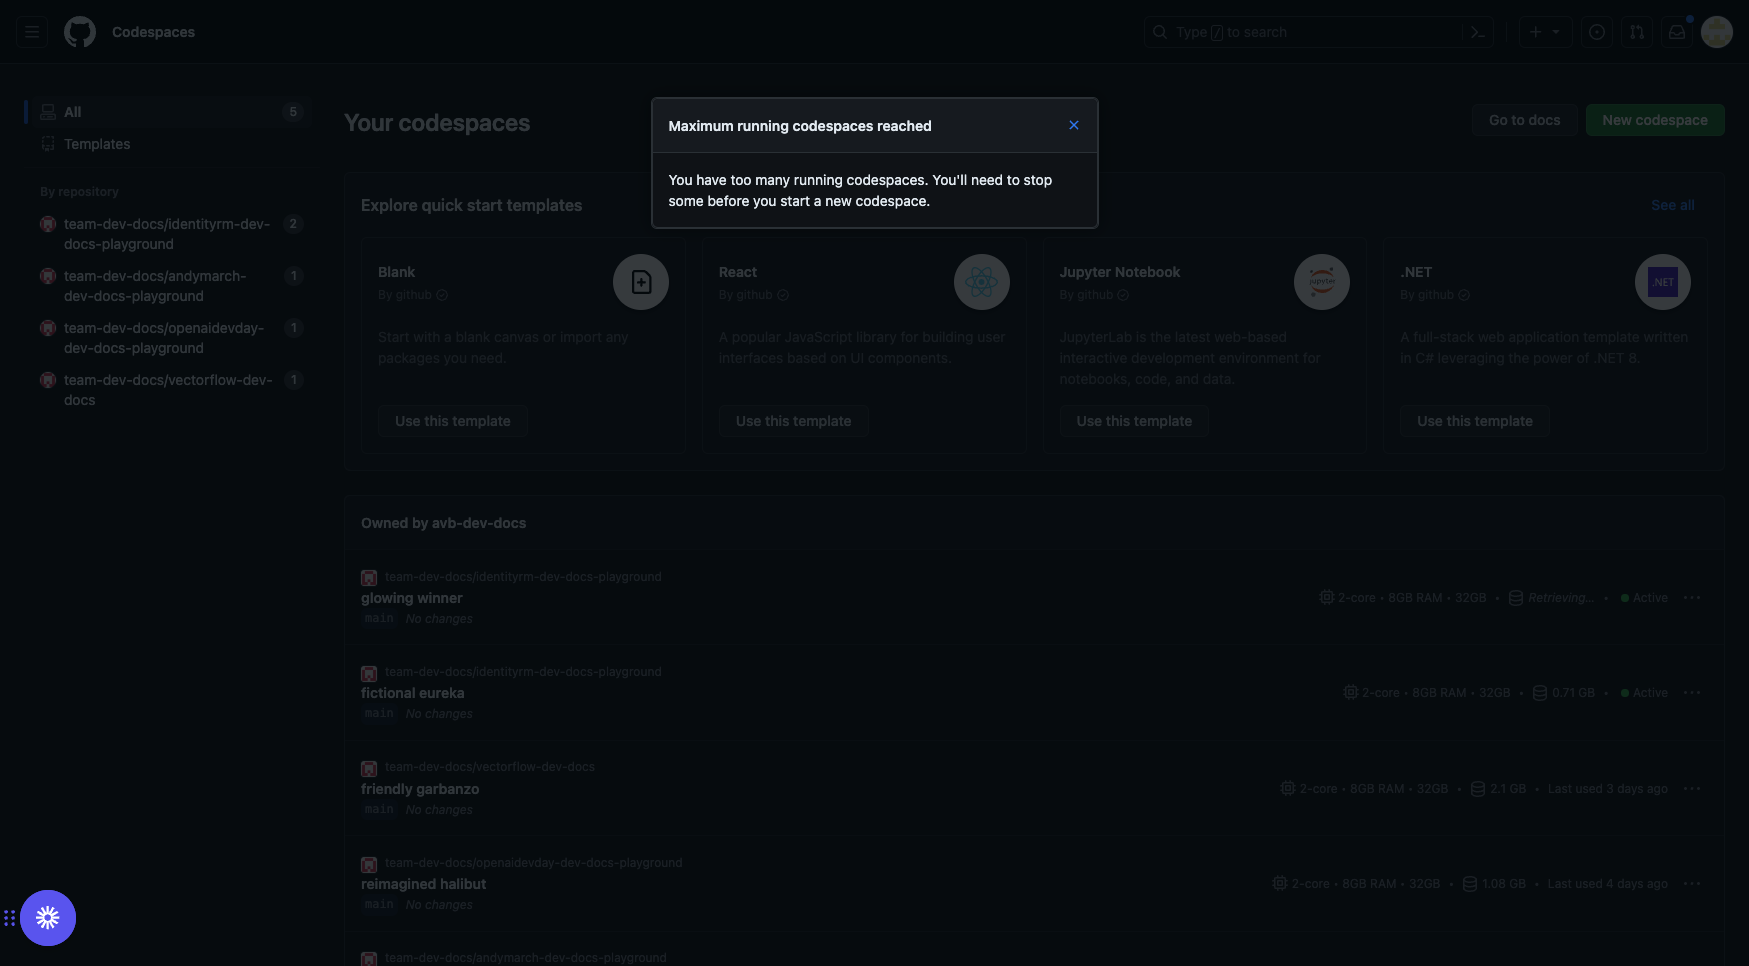 Codespaces
Type / to search
All 5
Templates
By repository
team-dev-docs/identityrm-dev-docs-playground 2
team-dev-docs/andymarch-dev-docs-playground 1
team-dev-docs/openaidevday-dev-docs-playground 1
team-dev-docs/vectorflow-dev-docs 1
Your codespaces
Go to docs
New codespace
Maximum running codespaces reached
You have too many running codespaces. You'll need to stop
some before you start a new codespace.
Explore quick start templates
See all
Blank
By github
Start with a blank canvas or import any
packages you need.
Use this template
React
By github
A popular JavaScript library for building user
interfaces based on UI components.
Use this template
Jupyter Notebook
By github
jupyter
JupyterLab is the latest web-based
interactive development environment for
notebooks, code, and data.
Use this template
.NET
By github
.NET
A full-stack web application template written
in C# leveraging the power of .NET 8.
Use this template
Owned by avb-dev-docs
team-dev-docs/identityrm-dev-docs-playground
glowing winner
2-core • 8GB RAM • 32GB • Retrieving... • Active
main No changes
team-dev-docs/identityrm-dev-docs-playground
fictional eureka
2-core • 8GB RAM • 32GB • 0.71 GB • Active
main No changes
team-dev-docs/vectorflow-dev-docs
friendly garbanzo
2-core • 8GB RAM • 32GB • 2.1 GB • Last used 3 days ago
main No changes
team-dev-docs/openaidevday-dev-docs-playground
reimagined halibut
2-core • 8GB RAM • 32GB • 1.08 GB • Last used 4 days ago
main No changes
team-dev-docs/andymarch-dev-docs-playground